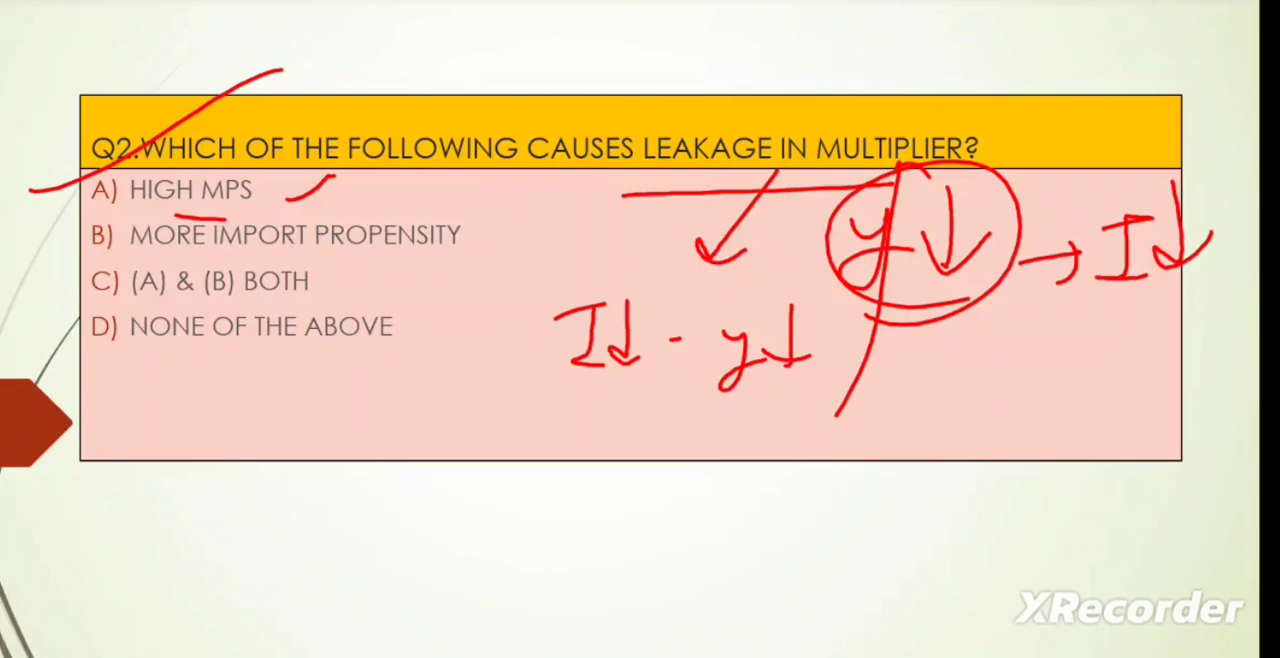 Q2.WHICH OF THE FOLLOWING CAUSES LEAKAGE IN MULTIPLIER?
A) HIGH MPS
B) MORE IMPORT PROPENSITY
C) (A) & (B) BOTH
D) NONE OF THE ABOVE
y↓ → I↓
I↓ - y↓
XRecorder